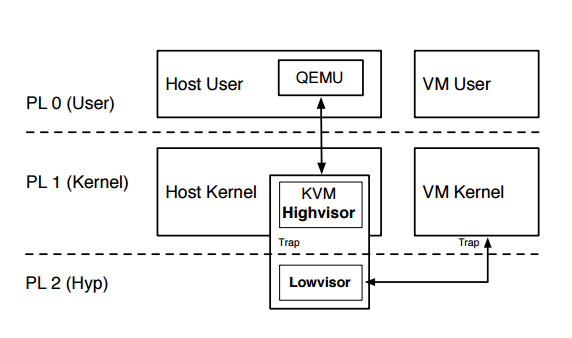 Host User
QEMU
VM User
PL 0 (User)
PL 1 (Kernel)
Host Kernel
KVM
Highvisor
VM Kernel
Trap
Trap
PL 2 (Hyp)
Lowvisor